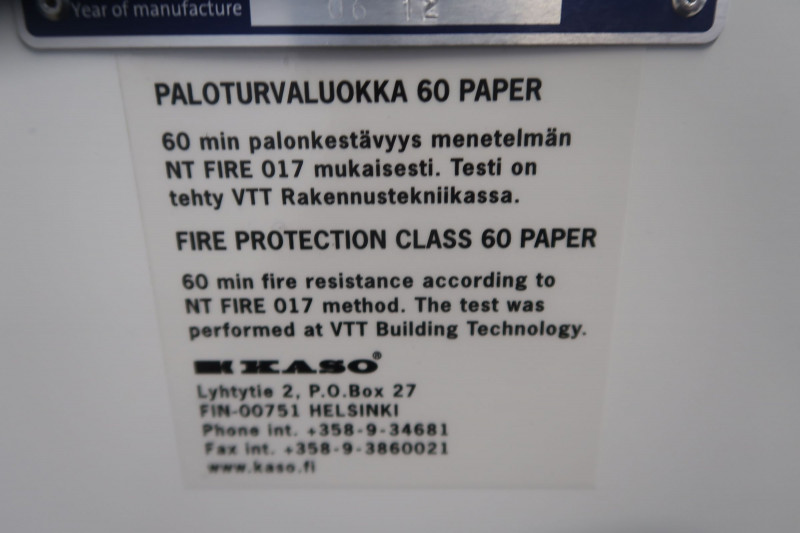 Year of manufacture 06 12
PALOTURVALUOKKA 60 PAPER
60 min palonkestävyys menetelmän
NT FIRE 017 mukaisesti. Testi on
tehty VTT Rakennustekniikassa.
FIRE PROTECTION CLASS 60 PAPER
60 min fire resistance according to
NT FIRE 017 method. The test was
performed at VTT Building Technology.
KASO®
Lyhtytie 2, P.O.Box 27
FIN-00751 HELSINKI
Phone int. +358-9-34681
Fax int. +358-9-3860021
www.kaso.fi